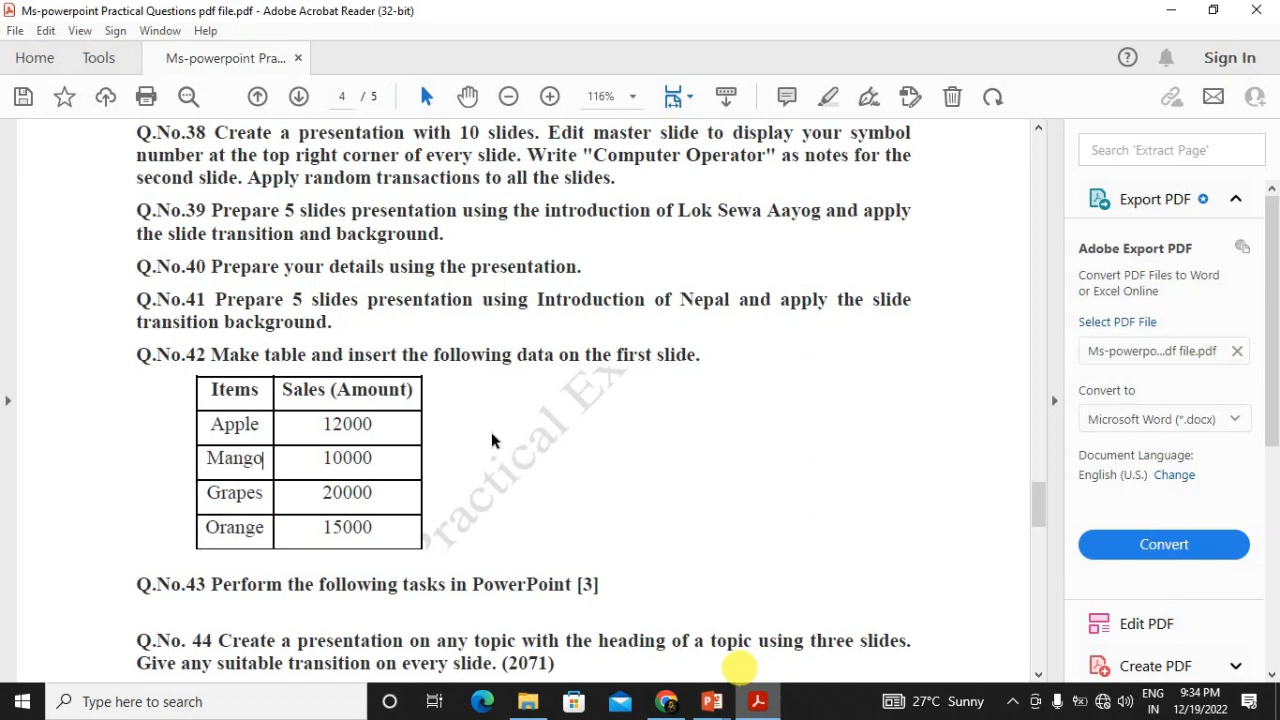 Ms-powerpoint Practical Questions pdf file.pdf - Adobe Acrobat Reader (32-bit)
File Edit View Sign Window Help
Home Tools Ms-powerpoint Pra... × Sign In
4 / 5 116%
Q.No.38 Create a presentation with 10 slides. Edit master slide to display your symbol
number at the top right corner of every slide. Write "Computer Operator" as notes for the
second slide. Apply random transactions to all the slides.
Q.No.39 Prepare 5 slides presentation using the introduction of Lok Sewa Aayog and apply
the slide transition and background.
Q.No.40 Prepare your details using the presentation.
Q.No.41 Prepare 5 slides presentation using Introduction of Nepal and apply the slide
transition background.
Q.No.42 Make table and insert the following data on the first slide.
Items Sales (Amount)
Apple 12000
Mango 10000
Grapes 20000
Orange 15000
Practical Ex
Q.No.43 Perform the following tasks in PowerPoint [3]
Q.No. 44 Create a presentation on any topic with the heading of a topic using three slides.
Give any suitable transition on every slide. (2071)
Search 'Extract Page'
Export PDF
Adobe Export PDF
Convert PDF Files to Word
or Excel Online
Select PDF File
Ms-powerpo...df file.pdf
Convert to
Microsoft Word (*.docx)
Document Language:
English (U.S.) Change
Convert
Edit PDF
Create PDF
Type here to search
27°C Sunny
ENG
IN
9:34 PM
12/19/2022